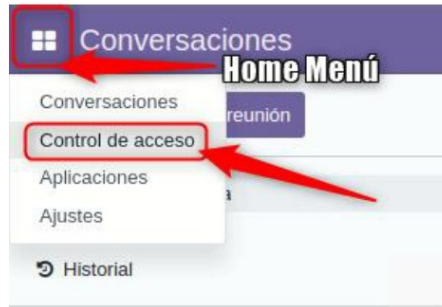 Conversaciones
Home Menú
Conversaciones
reunión
Control de acceso
Aplicaciones
Ajustes
Historial